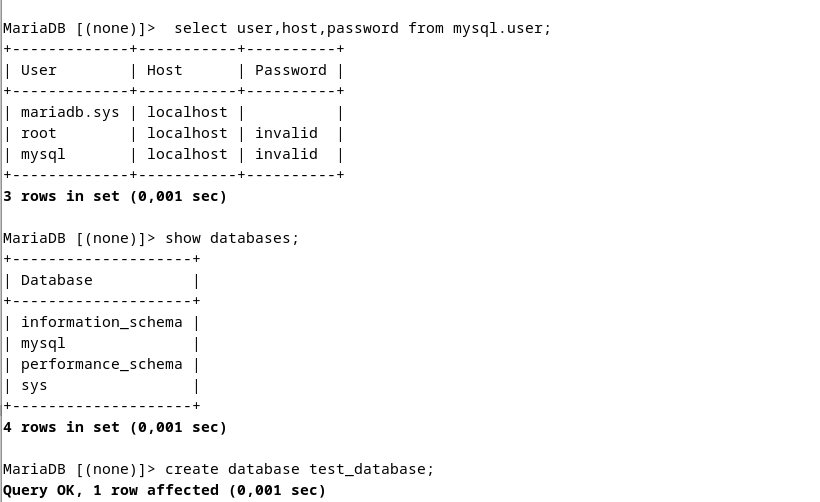 MariaDB [(none)]>  select user,host,password from mysql.user;
+-------------+-----------+----------+
| User        | Host      | Password |
+-------------+-----------+----------+
| mariadb.sys | localhost |          |
| root        | localhost | invalid  |
| mysql       | localhost | invalid  |
+-------------+-----------+----------+
3 rows in set (0,001 sec)

MariaDB [(none)]> show databases;
+--------------------+
| Database           |
+--------------------+
| information_schema |
| mysql              |
| performance_schema |
| sys                |
+--------------------+
4 rows in set (0,001 sec)

MariaDB [(none)]> create database test_database;
Query OK, 1 row affected (0,001 sec)